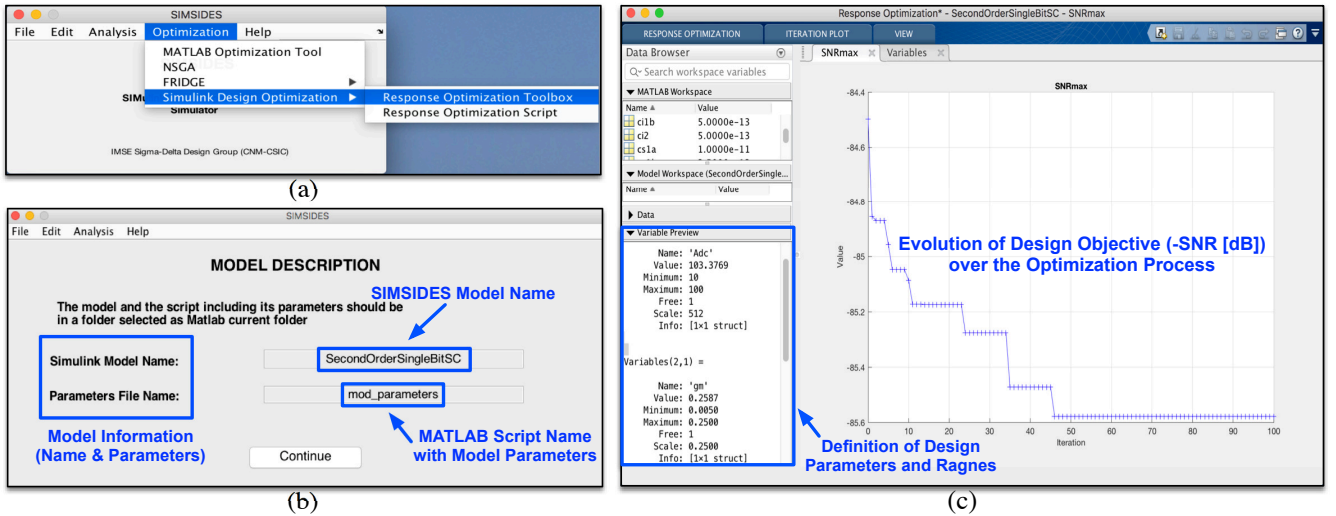 SIMSIDES
File Edit Analysis Optimization Help
MATLAB Optimization Tool
NSGA
FRIDGE
Simulink Design Optimization
Response Optimization Toolbox
Response Optimization Script
Simulator
IMSE Sigma-Delta Design Group (CNM-CSIC)
(a)
SIMSIDES
File Edit Analysis Help
MODEL DESCRIPTION
The model and the script including its parameters should be
in a folder selected as Matlab current folder
SIMSIDES Model Name
Simulink Model Name:
SecondOrderSingleBitSC
Parameters File Name:
mod_parameters
Model Information
(Name & Parameters)
MATLAB Script Name
with Model Parameters
Continue
(b)
Response Optimization* - SecondOrderSingleBitSC - SNRmax
RESPONSE OPTIMIZATION ITERATION PLOT VIEW
Data Browser
SNRmax Variables
Search workspace variables
MATLAB Workspace
Name Value
ci1b 5.0000e-13
ci2 5.0000e-13
cs1a 1.0000e-11
Model Workspace (SecondOrderSingle...
Name Value
Data
Variable Preview
Name: 'Adc'
Value: 103.3769
Minimum: 10
Maximum: 100
Free: 1
Scale: 512
Info: [1×1 struct]
Variables(2,1) =
Name: 'gm'
Value: 0.2587
Minimum: 0.0050
Maximum: 0.2500
Free: 1
Scale: 0.2500
Info: [1×1 struct]
SNRmax
Value
-84.4
-84.6
-84.8
-85
-85.2
-85.4
-85.6
Evolution of Design Objective (-SNR [dB])
over the Optimization Process
0 10 20 30 40 50 60 70 80 90 100
Iteration
Definition of Design
Parameters and Ragnes
(c)